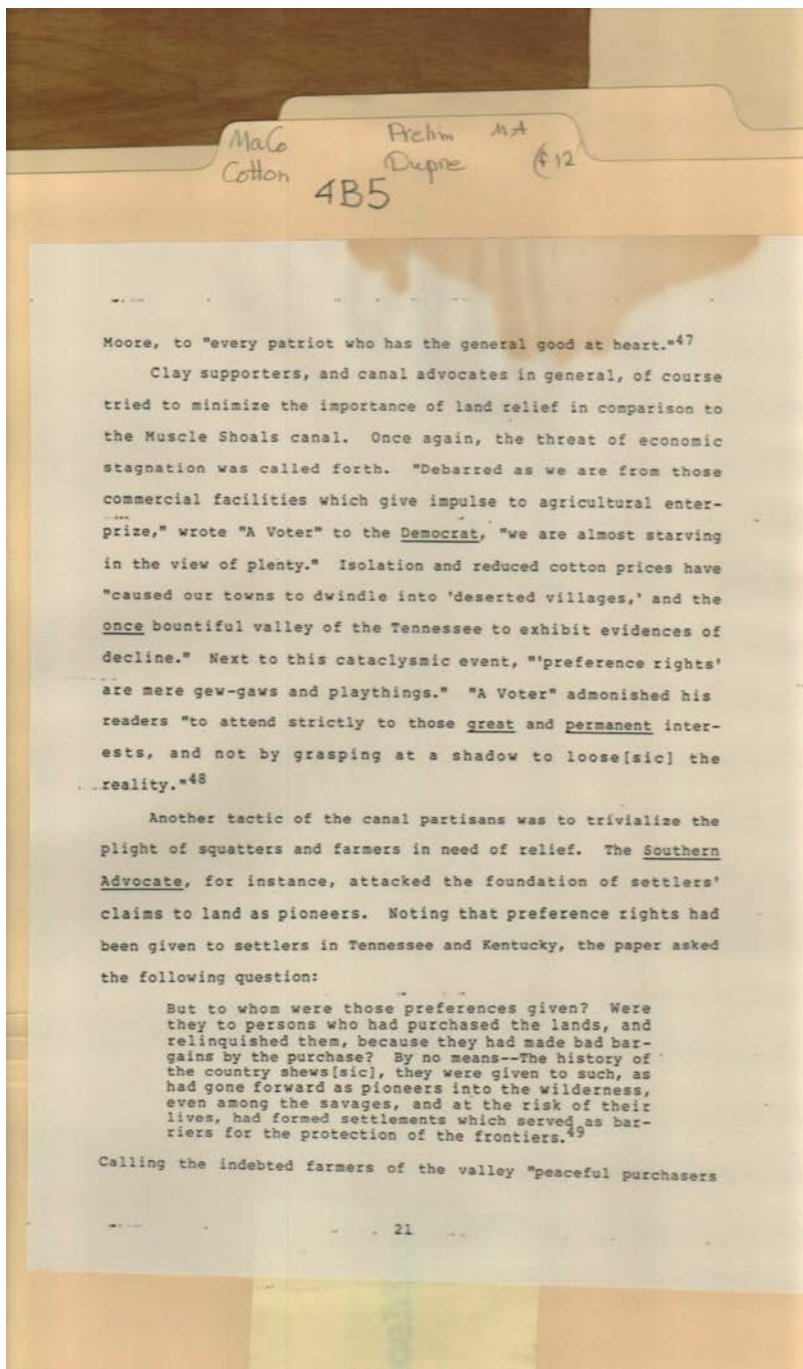 MaCo Prelim MA
Cotton Dupre
4B5
Moore, to "every patriot who has the general good at heart."47
Clay supporters, and canal advocates in general, of course
tried to minimize the importance of land relief in comparison to
the Muscle Shoals canal. Once again, the threat of economic
stagnation was called forth. "Debarred as we are from those
commercial facilities which give impulse to agricultural enter-
prize," wrote "A Voter" to the Democrat, "we are almost starving
in the view of plenty." Isolation and reduced cotton prices have
"caused our towns to dwindle into 'deserted villages,' and the
once bountiful valley of the Tennessee to exhibit evidences of
decline." Next to this cataclysmic event, "'preference rights'
are mere gew-gaws and playthings." "A Voter" admonished his
readers "to attend strictly to those great and permanent inter-
ests, and not by grasping at a shadow to loose[sic] the
reality."48
Another tactic of the canal partisans was to trivialize the
plight of squatters and farmers in need of relief. The Southern
Advocate, for instance, attacked the foundation of settlers'
claims to land as pioneers. Noting that preference rights had
been given to settlers in Tennessee and Kentucky, the paper asked
the following question:
But to whom were those preferences given? Were
they to persons who had purchased the lands, and
relinquished them, because they had made bad bar-
gains by the purchase? By no means--The history of
the country shews[sic], they were given to such, as
had gone forward as pioneers into the wilderness,
even among the savages, and at the risk of their
lives, had formed settlements which served as bar-
riers for the protection of the frontiers.49
Calling the indebted farmers of the valley "peaceful purchasers
21